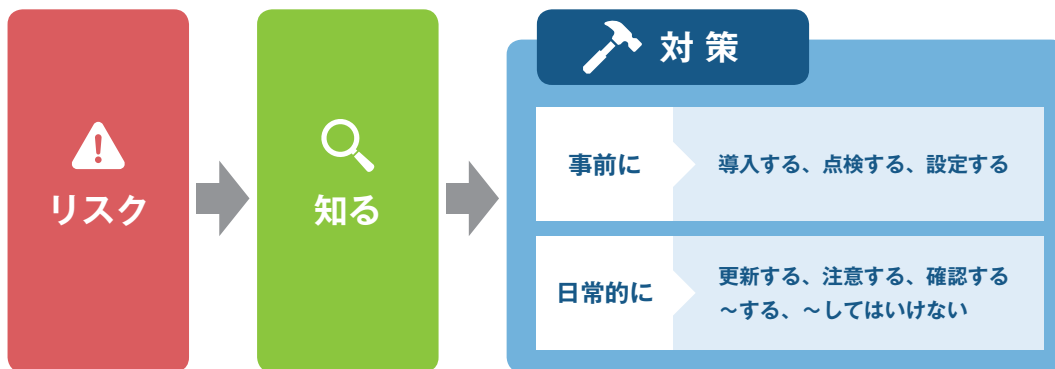 リスク
知る
対策
事前に
導入する、点検する、設定する
日常的に
更新する、注意する、確認する
～する、～してはいけない